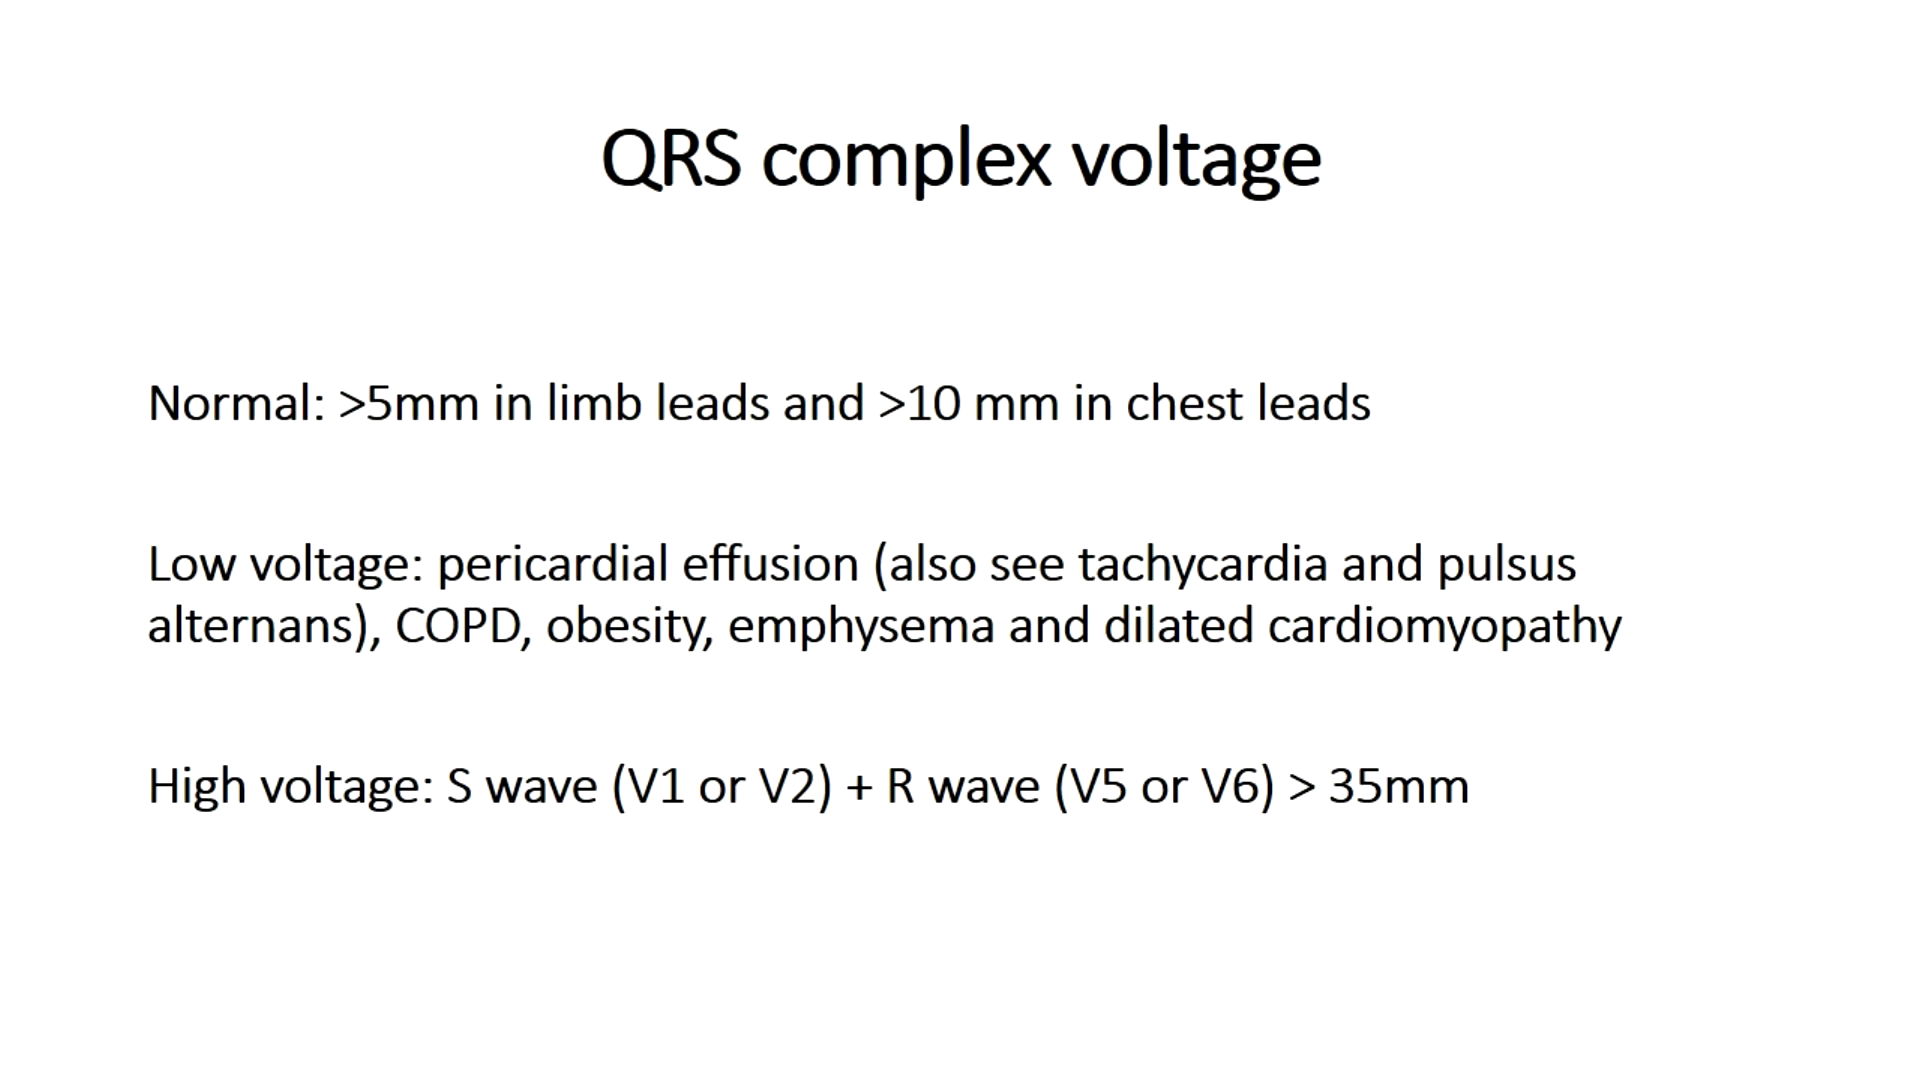 QRS complex voltage
Normal: >5mm in limb leads and >10 mm in chest leads
Low voltage: pericardial effusion (also see tachycardia and pulsus
alternans), COPD, obesity, emphysema and dilated cardiomyopathy
High voltage: S wave (V1 or V2) + R wave (V5 or V6) > 35mm